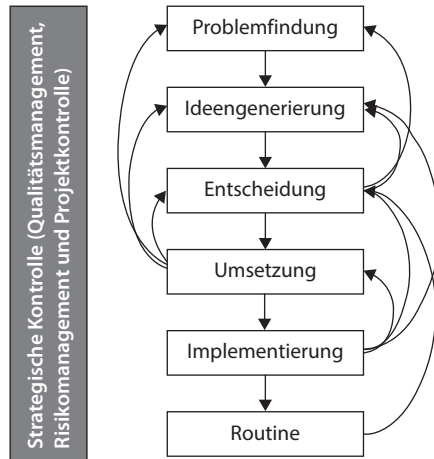 Strategische Kontrolle (Qualitätsmanagement,
Risikomanagement und Projektkontrolle)
Problemfindung
Ideengenerierung
Entscheidung
Umsetzung
Implementierung
Routine